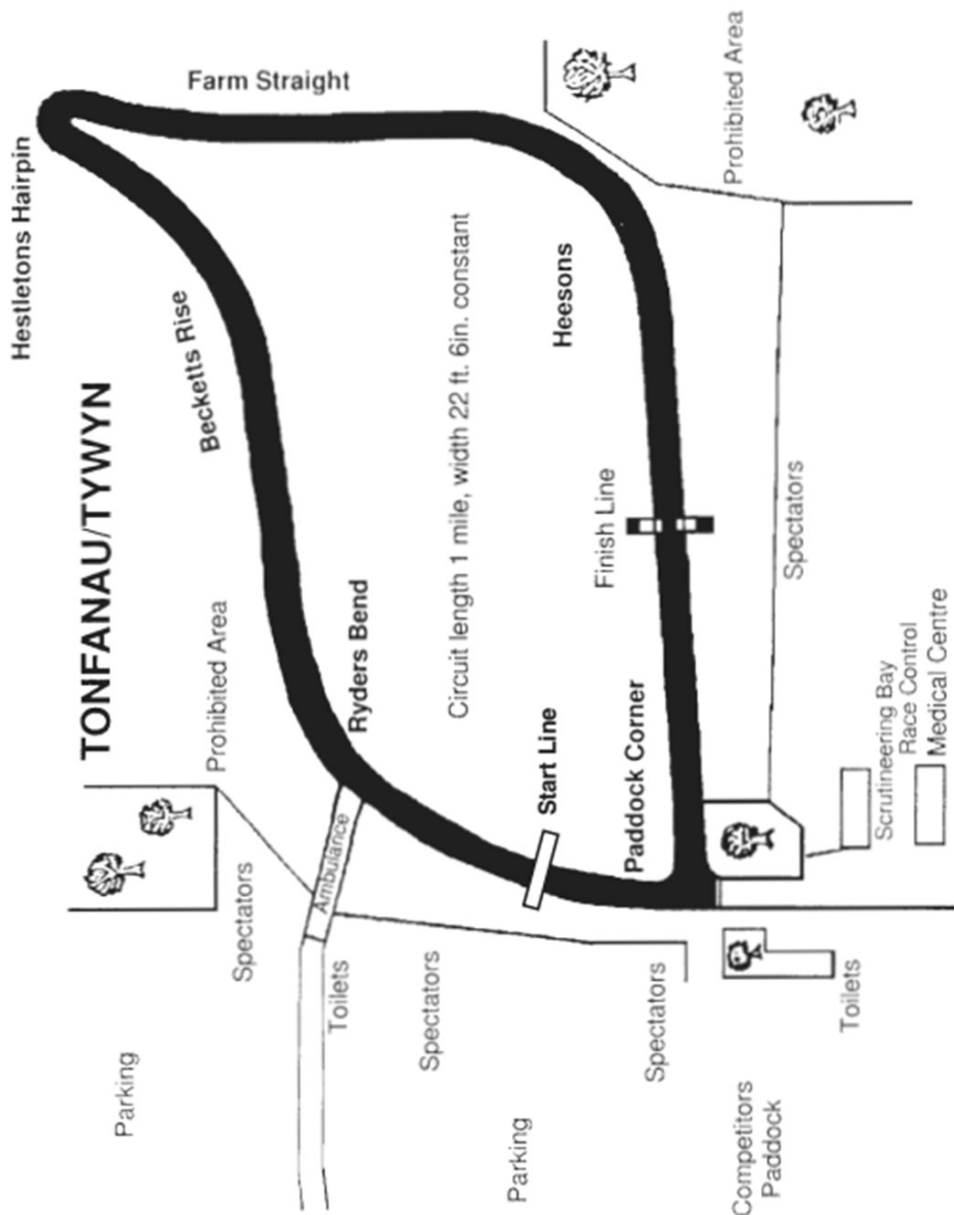 TONFANAU/TYWYN
Hestletons Hairpin
Farm Straight
Becketts Rise
Prohibited Area
Prohibited Area
Ryders Bend
Circuit length 1 mile, width 22 ft. 6in. constant
Heesons
Finish Line
Start Line
Paddock Corner
Ambulance
Spectators
Spectators
Spectators
Spectators
Toilets
Toilets
Parking
Parking
Competitors
Paddock
Scrutineering Bay
Race Control
Medical Centre